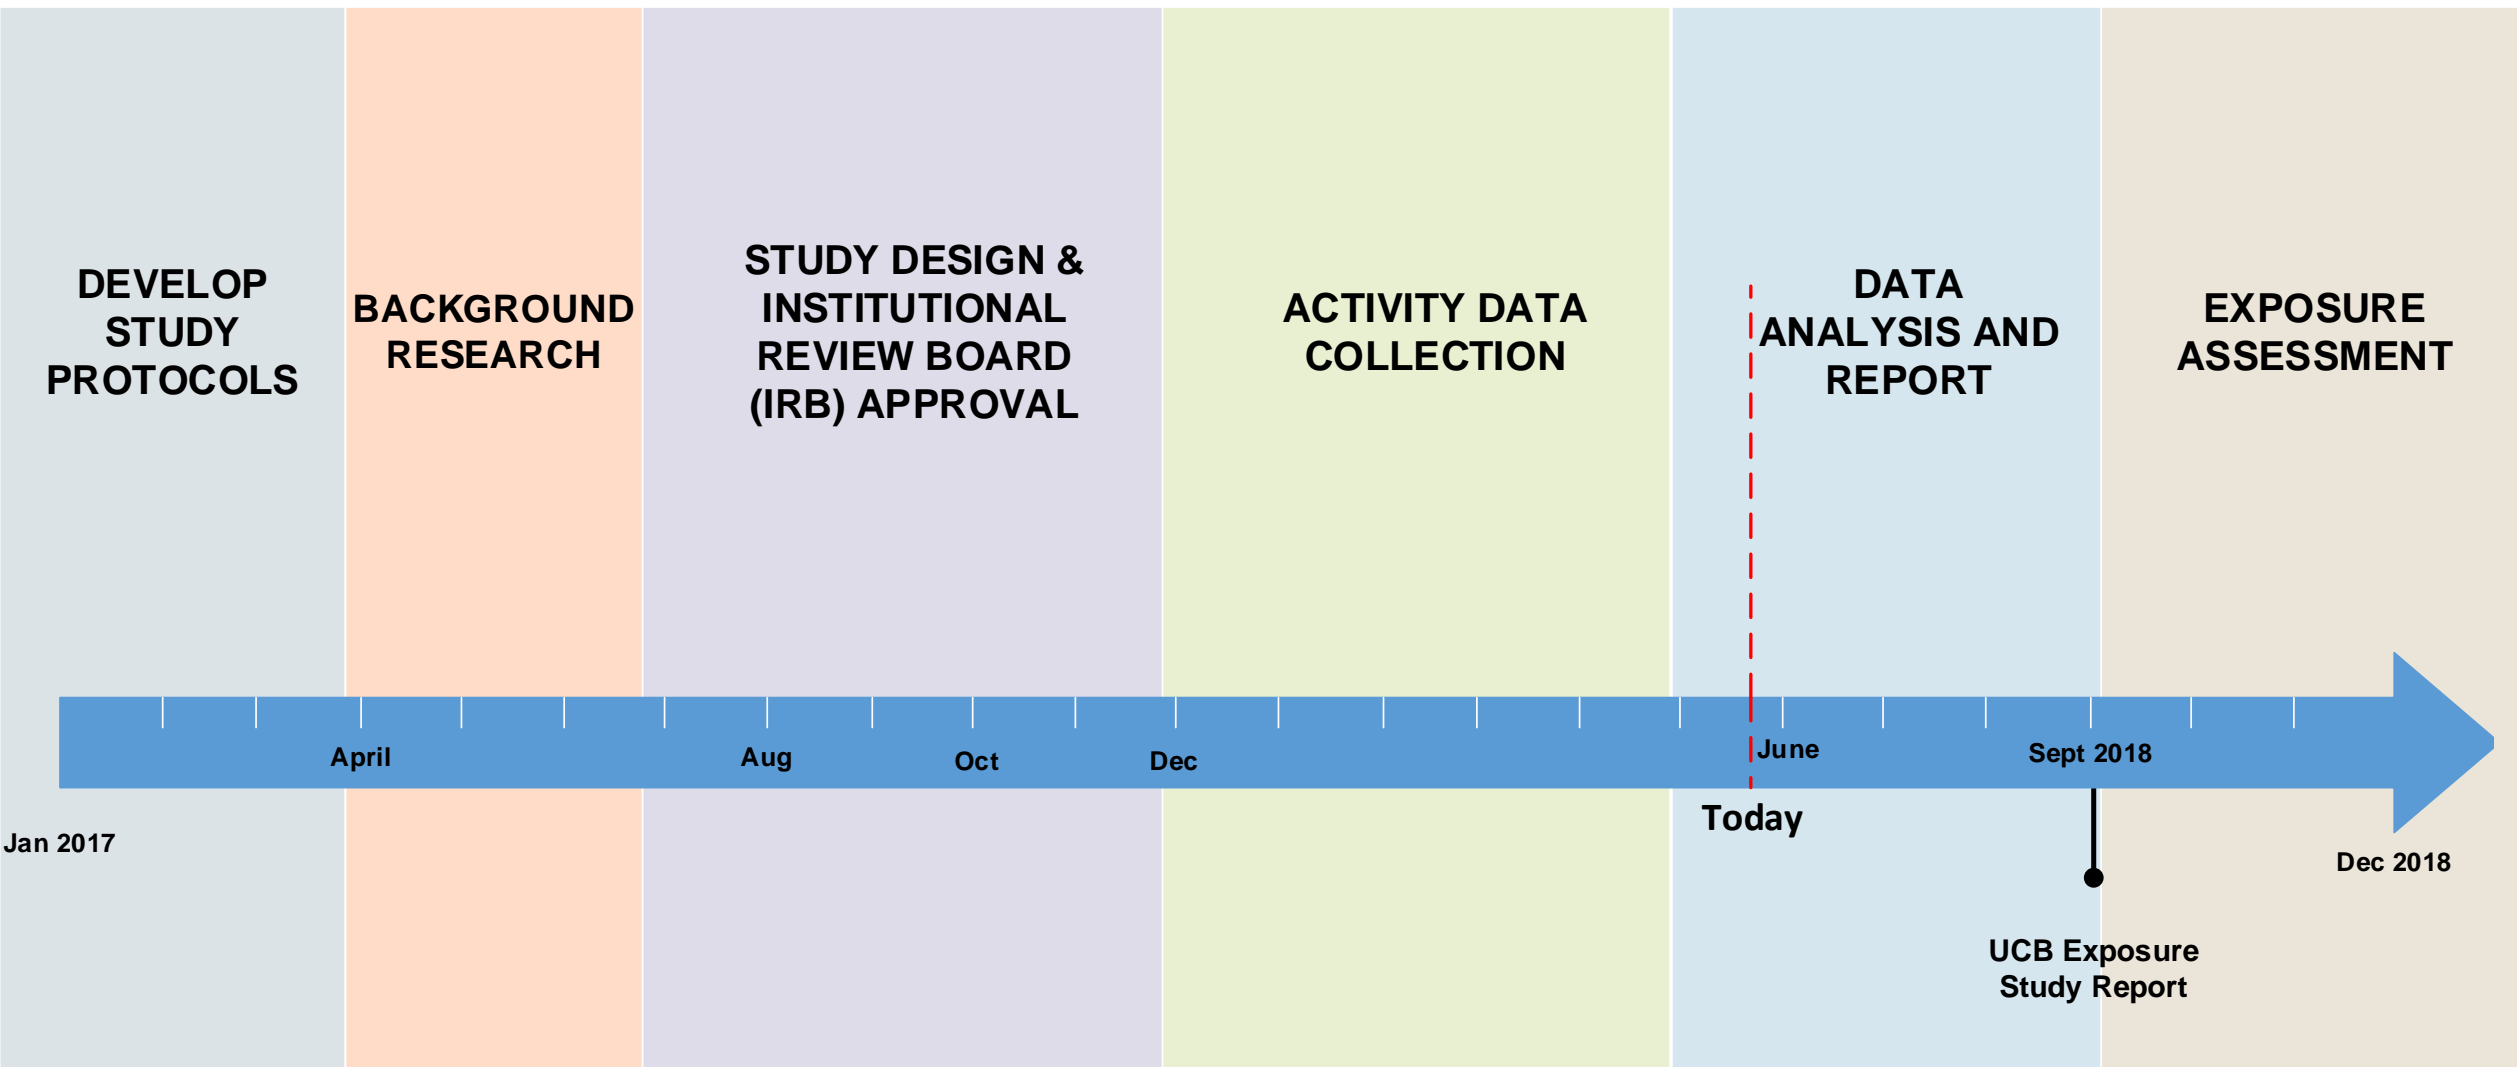 DEVELOP
STUDY
PROTOCOLS
BACKGROUND
RESEARCH
STUDY DESIGN &
INSTITUTIONAL
REVIEW BOARD
(IRB) APPROVAL
ACTIVITY DATA
COLLECTION
DATA
ANALYSIS AND
REPORT
EXPOSURE
ASSESSMENT
April
Aug
Oct
Dec
June
Sept 2018
Jan 2017
Today
Dec 2018
UCB Exposure
Study Report